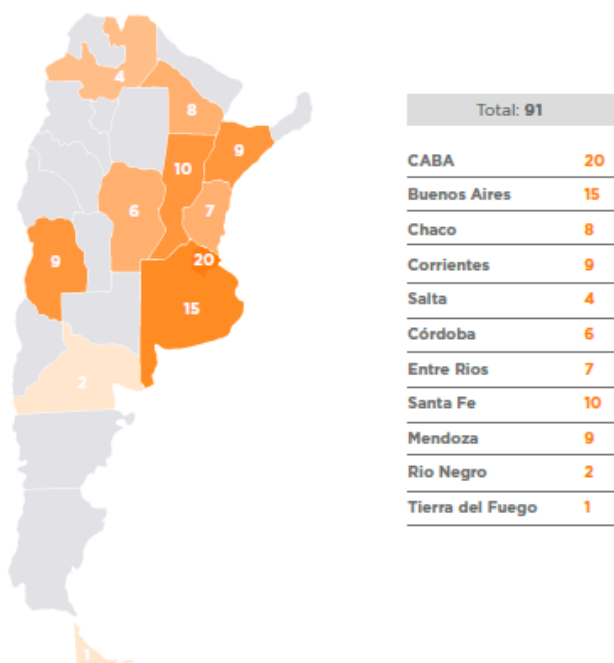 4
8
9
10
6
7
9
20
15
2
1
Total: 91
CABA 20
Buenos Aires 15
Chaco 8
Corrientes 9
Salta 4
Córdoba 6
Entre Rios 7
Santa Fe 10
Mendoza 9
Rio Negro 2
Tierra del Fuego 1